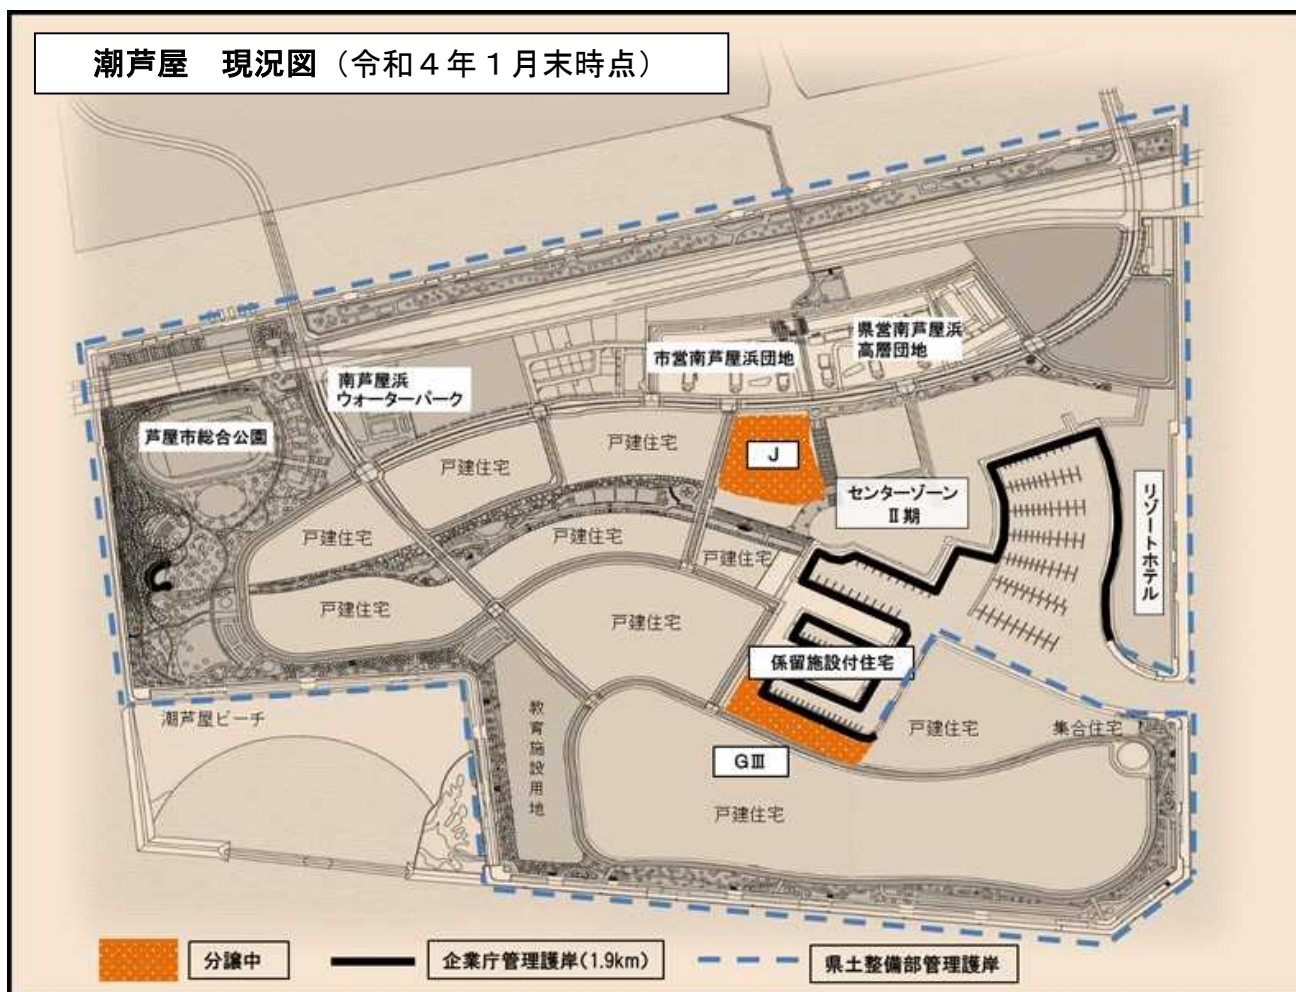 潮芦屋　現況図（令和４年１月末時点）
県営南芦屋浜
高層団地
市営南芦屋浜団地
南芦屋浜
ウォーターパーク
芦屋市総合公園
戸建住宅
戸建住宅
J
センターゾーン
Ⅱ期
リゾートホテル
戸建住宅
戸建住宅
戸建住宅
戸建住宅
戸建住宅
係留施設付住宅
潮芦屋ビーチ
教育施設用地
戸建住宅
集合住宅
GⅢ
戸建住宅
分譲中
企業庁管理護岸(1.9km)
県土整備部管理護岸